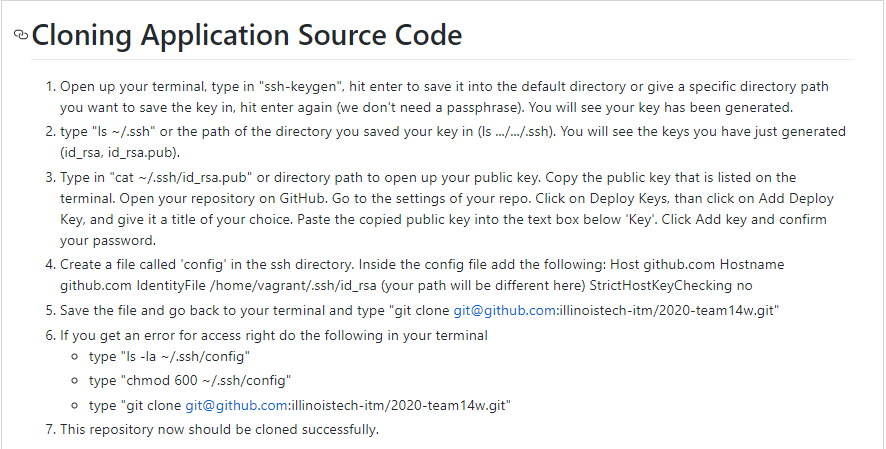 Cloning Application Source Code
1. Open up your terminal, type in "ssh-keygen", hit enter to save it into the default directory or give a specific directory path
you want to save the key in, hit enter again (we don't need a passphrase). You will see your key has been generated.
2. type "ls ~/.ssh" or the path of the directory you saved your key in (ls .../.../.ssh). You will see the keys you have just generated
(id_rsa, id_rsa.pub).
3. Type in "cat ~/.ssh/id_rsa.pub" or directory path to open up your public key. Copy the public key that is listed on the
terminal. Open your repository on GitHub. Go to the settings of your repo. Click on Deploy Keys, than click on Add Deploy
Key, and give it a title of your choice. Paste the copied public key into the text box below 'Key'. Click Add key and confirm
your password.
4. Create a file called 'config' in the ssh directory. Inside the config file add the following: Host github.com Hostname
github.com IdentityFile /home/vagrant/.ssh/id_rsa (your path will be different here) StrictHostKeyChecking no
5. Save the file and go back to your terminal and type "git clone git@github.com:illinoistech-itm/2020-team14w.git"
6. If you get an error for access right do the following in your terminal
○ type "ls -la ~/.ssh/config"
○ type "chmod 600 ~/.ssh/config"
○ type "git clone git@github.com:illinoistech-itm/2020-team14w.git"
7. This repository now should be cloned successfully.